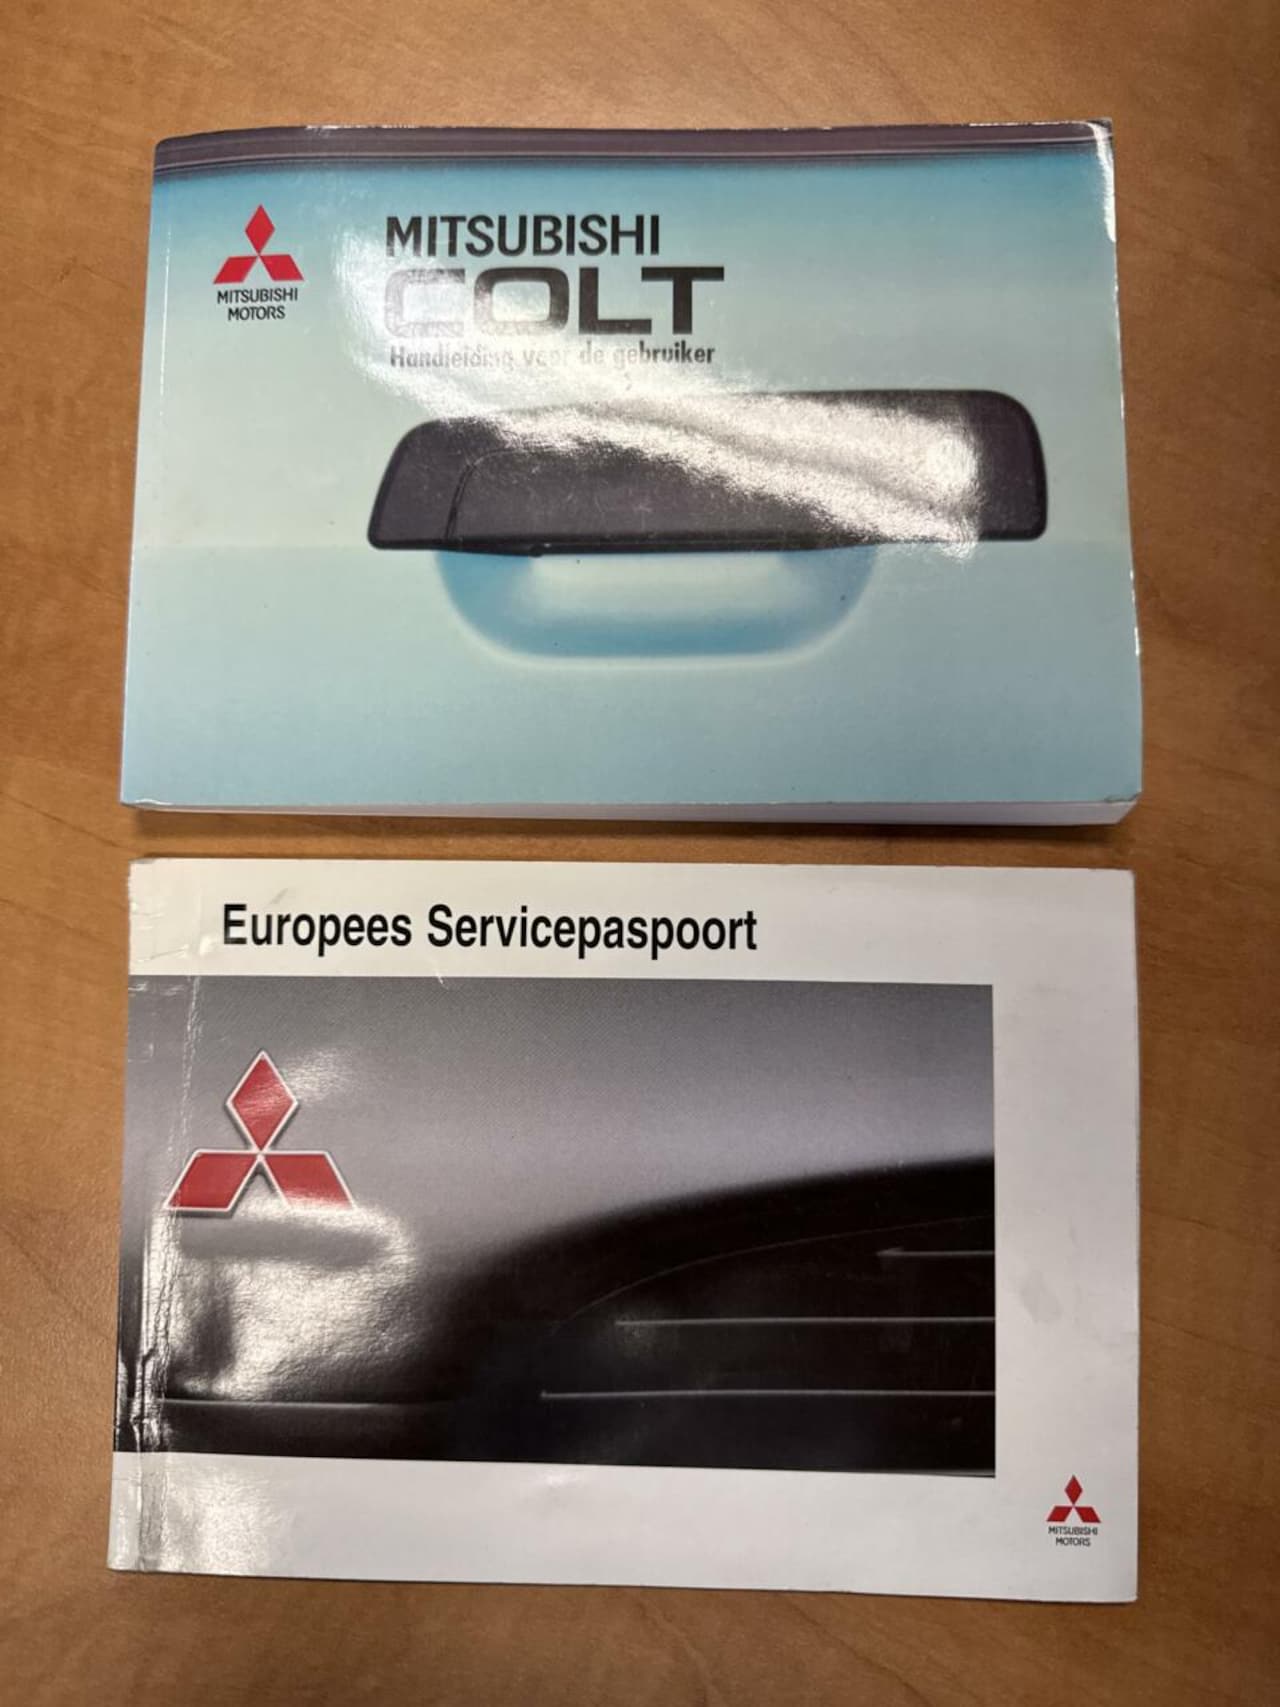 MITSUBISHI
MOTORS
MITSUBISHI
COLT
Handleiding voor de gebruiker
Europees Servicepaspoort
MITSUBISHI
MOTORS